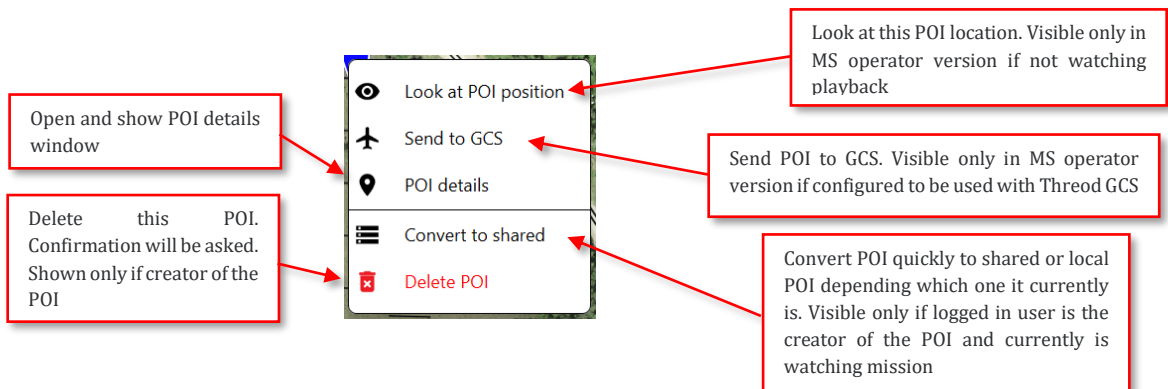 Look at this POI location. Visible only in
MS operator version if not watching
playback
Look at POI position
Open and show POI details
window
Send to GCS
Send POI to GCS. Visible only in MS operator
version if configured to be used with Threod GCS
POI details
Delete this POI.
Confirmation will be asked.
Shown only if creator of the
POI
Convert to shared
Delete POI
Convert POI quickly to shared or local
POI depending which one it currently
is. Visible only if logged in user is the
creator of the POI and currently is
watching mission